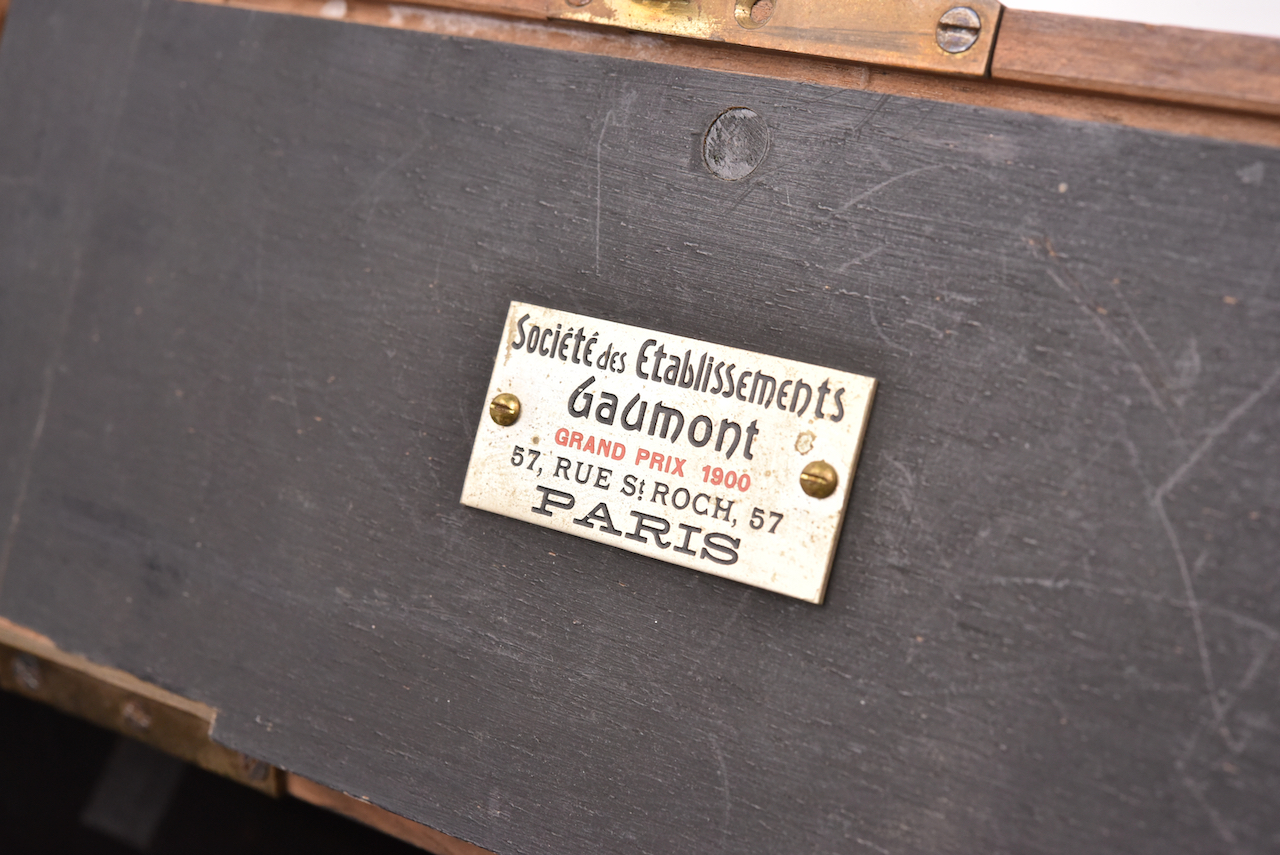 Société des Etablissements
Gaumont
GRAND PRIX 1900
57, RUE St ROCH, 57
PARIS